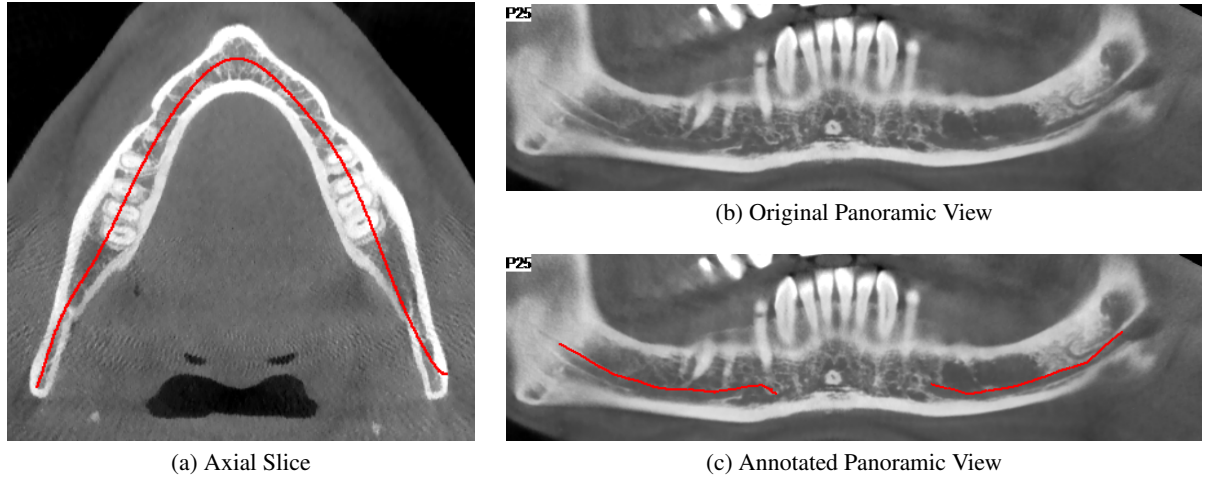 P25
(b) Original Panoramic View
P25
(a) Axial Slice
(c) Annotated Panoramic View